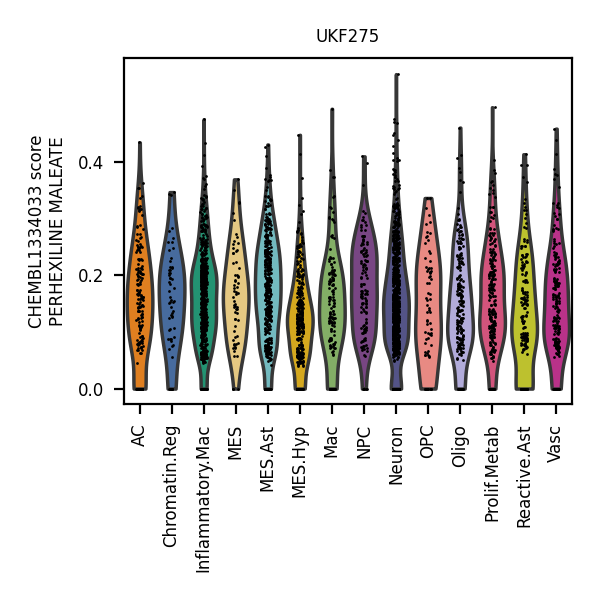 UKF275
CHEMBL1334033 score
PERHEXILINE MALEATE
0.4
0.2
0.0
AC
Chromatin.Reg
Inflammatory.Mac
MES
MES.Ast
MES.Hyp
Mac
NPC
Neuron
OPC
Oligo
Prolif.Metab
Reactive.Ast
Vasc